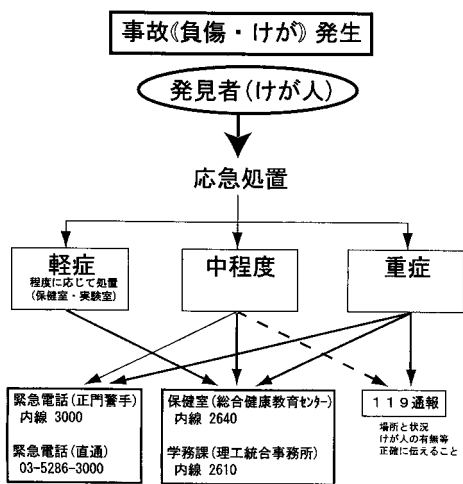 事故(負傷・けが)発生
発見者(けが人)
応急処置
軽症
程度に応じて処置
(保健室・実験室)
中程度
重症
緊急電話(正門警手)
内線 3000
緊急電話(直通)
03-5286-3000
保健室(総合健康教育ｾﾝﾀｰ)
内線 2640
学務課(理工統合事務所)
内線 2610
119通報
場所と状況
けが人の有無等
正確に伝えること